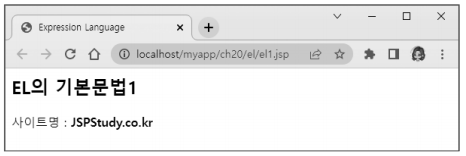 Expression Language
localhost/myapp/ch20/el/el1.jsp
EL의 기본문법1
사이트명 : JSPStudy.co.kr